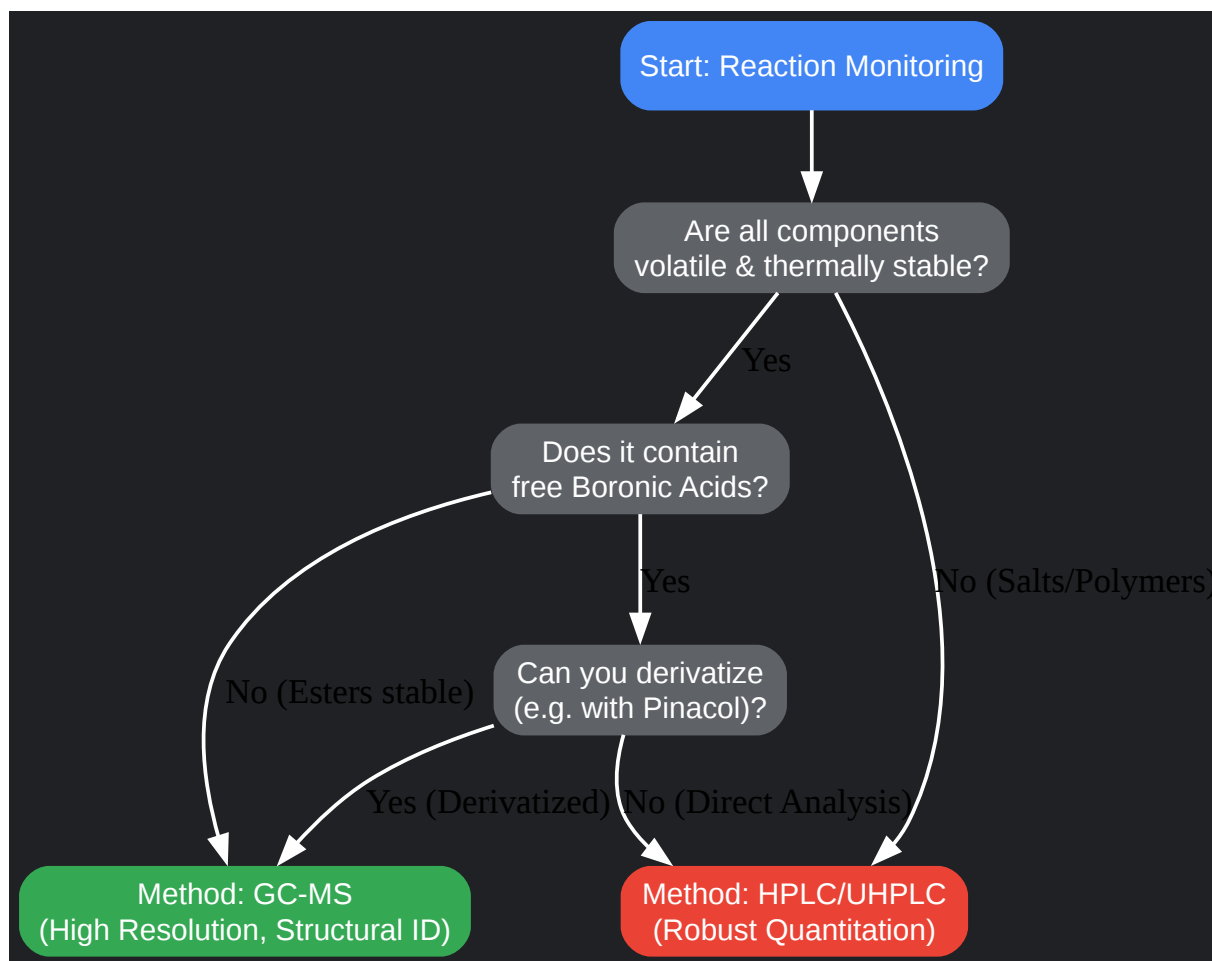 Start: Reaction Monitoring
Are all components
volatile & thermally stable?
Yes
Does it contain
free Boronic Acids?
Yes
No (Salts/Polymers)
Can you derivatize
(e.g. with Pinacol)?
No (Esters stable)
Yes (Derivatized)
No (Direct Analysis)
Method: GC-MS
(High Resolution, Structural ID)
Method: HPLC/UHPLC
(Robust Quantitation)